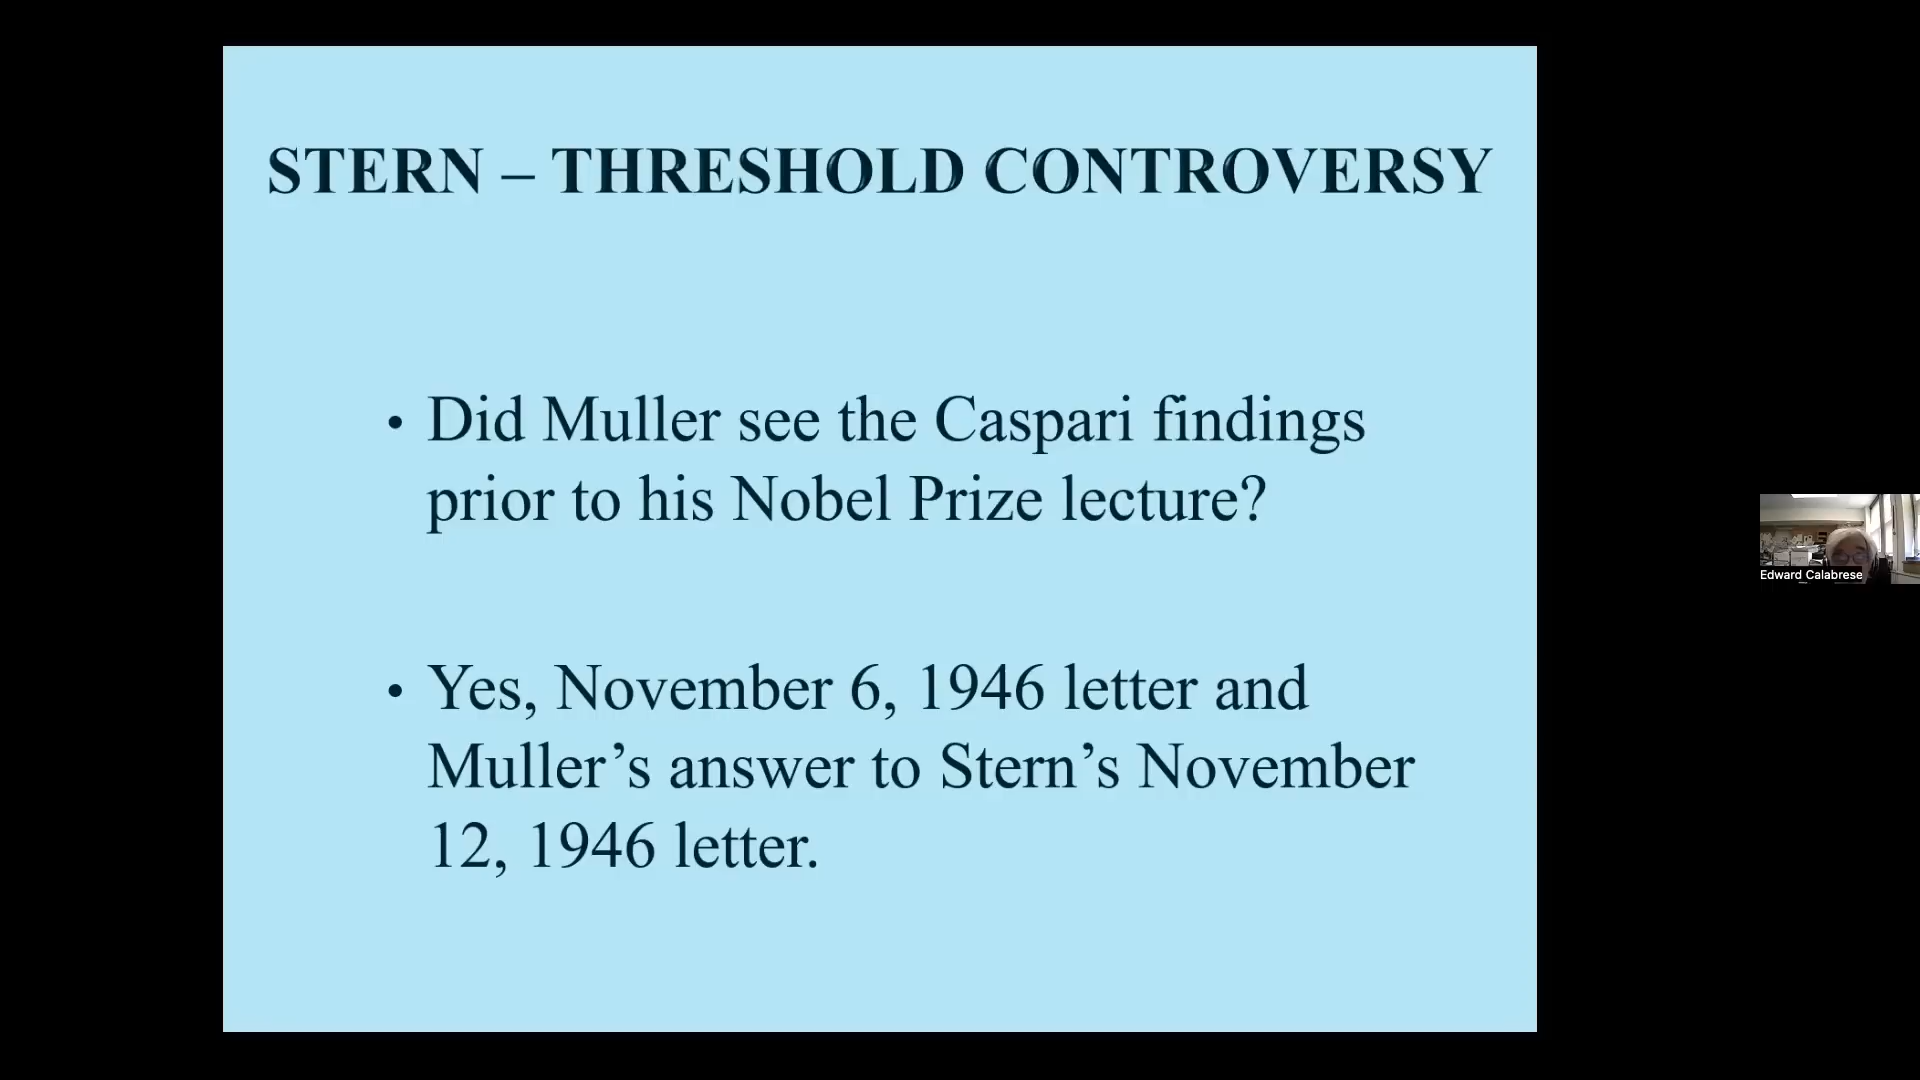 STERN – THRESHOLD CONTROVERSY
• Did Muller see the Caspari findings
prior to his Nobel Prize lecture?
• Yes, November 6, 1946 letter and
Muller’s answer to Stern’s November
12, 1946 letter.
Edward Calabrese